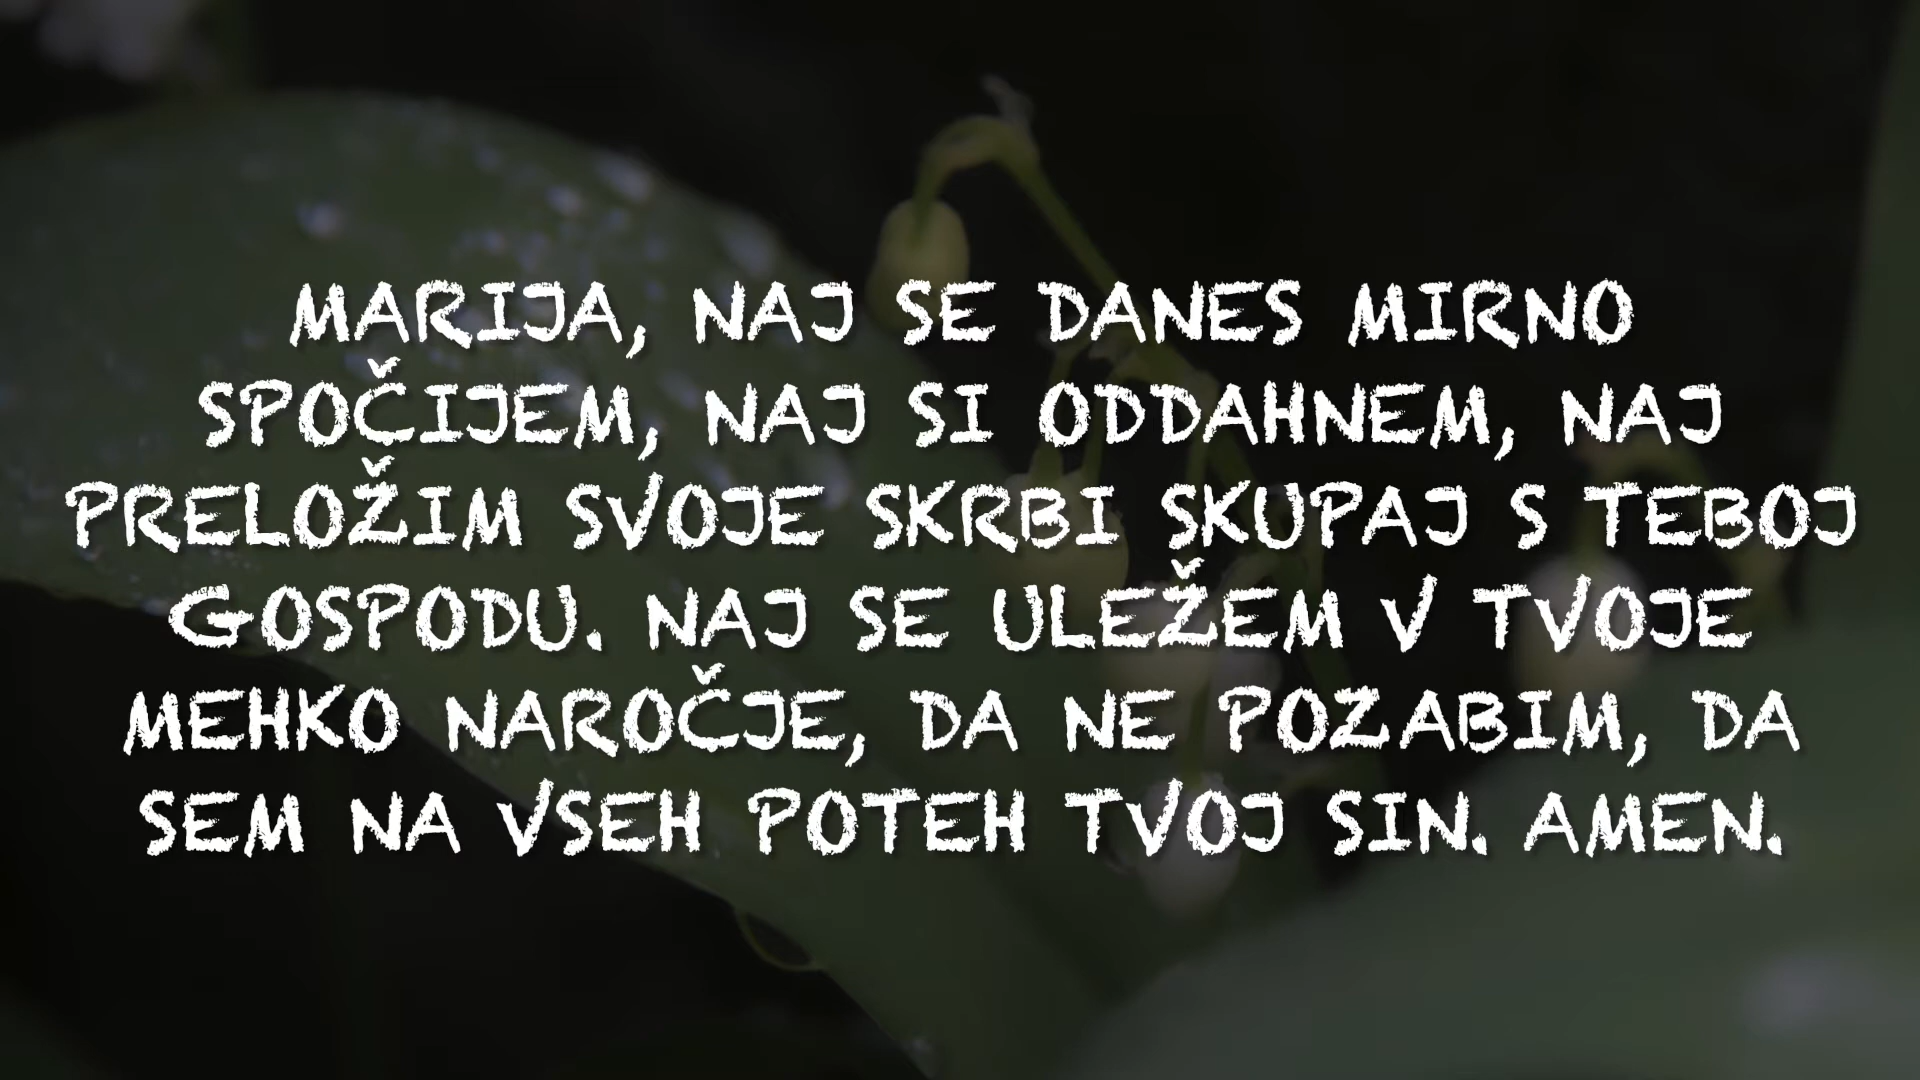 MARIJA, NAJ SE DANES MIRNO
SPOČIJEM, NAJ SI ODDAHNEM, NAJ
PRELOŽIM SVOJE SKRBI SKUPAJ S TEBOJ
GOSPODU. NAJ SE ULEŽEM V TVOJE
MEHKO NAROČJE, DA NE POZABIM, DA
SEM NA VSEH POTEH TVOJ SIN. AMEN.